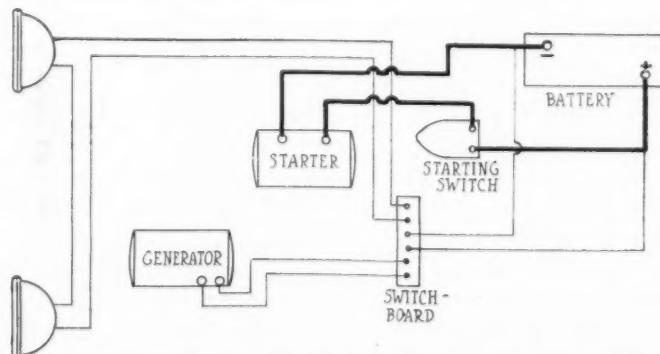 −
+
BATTERY
STARTER
STARTING
SWITCH
GENERATOR
SWITCH-
BOARD